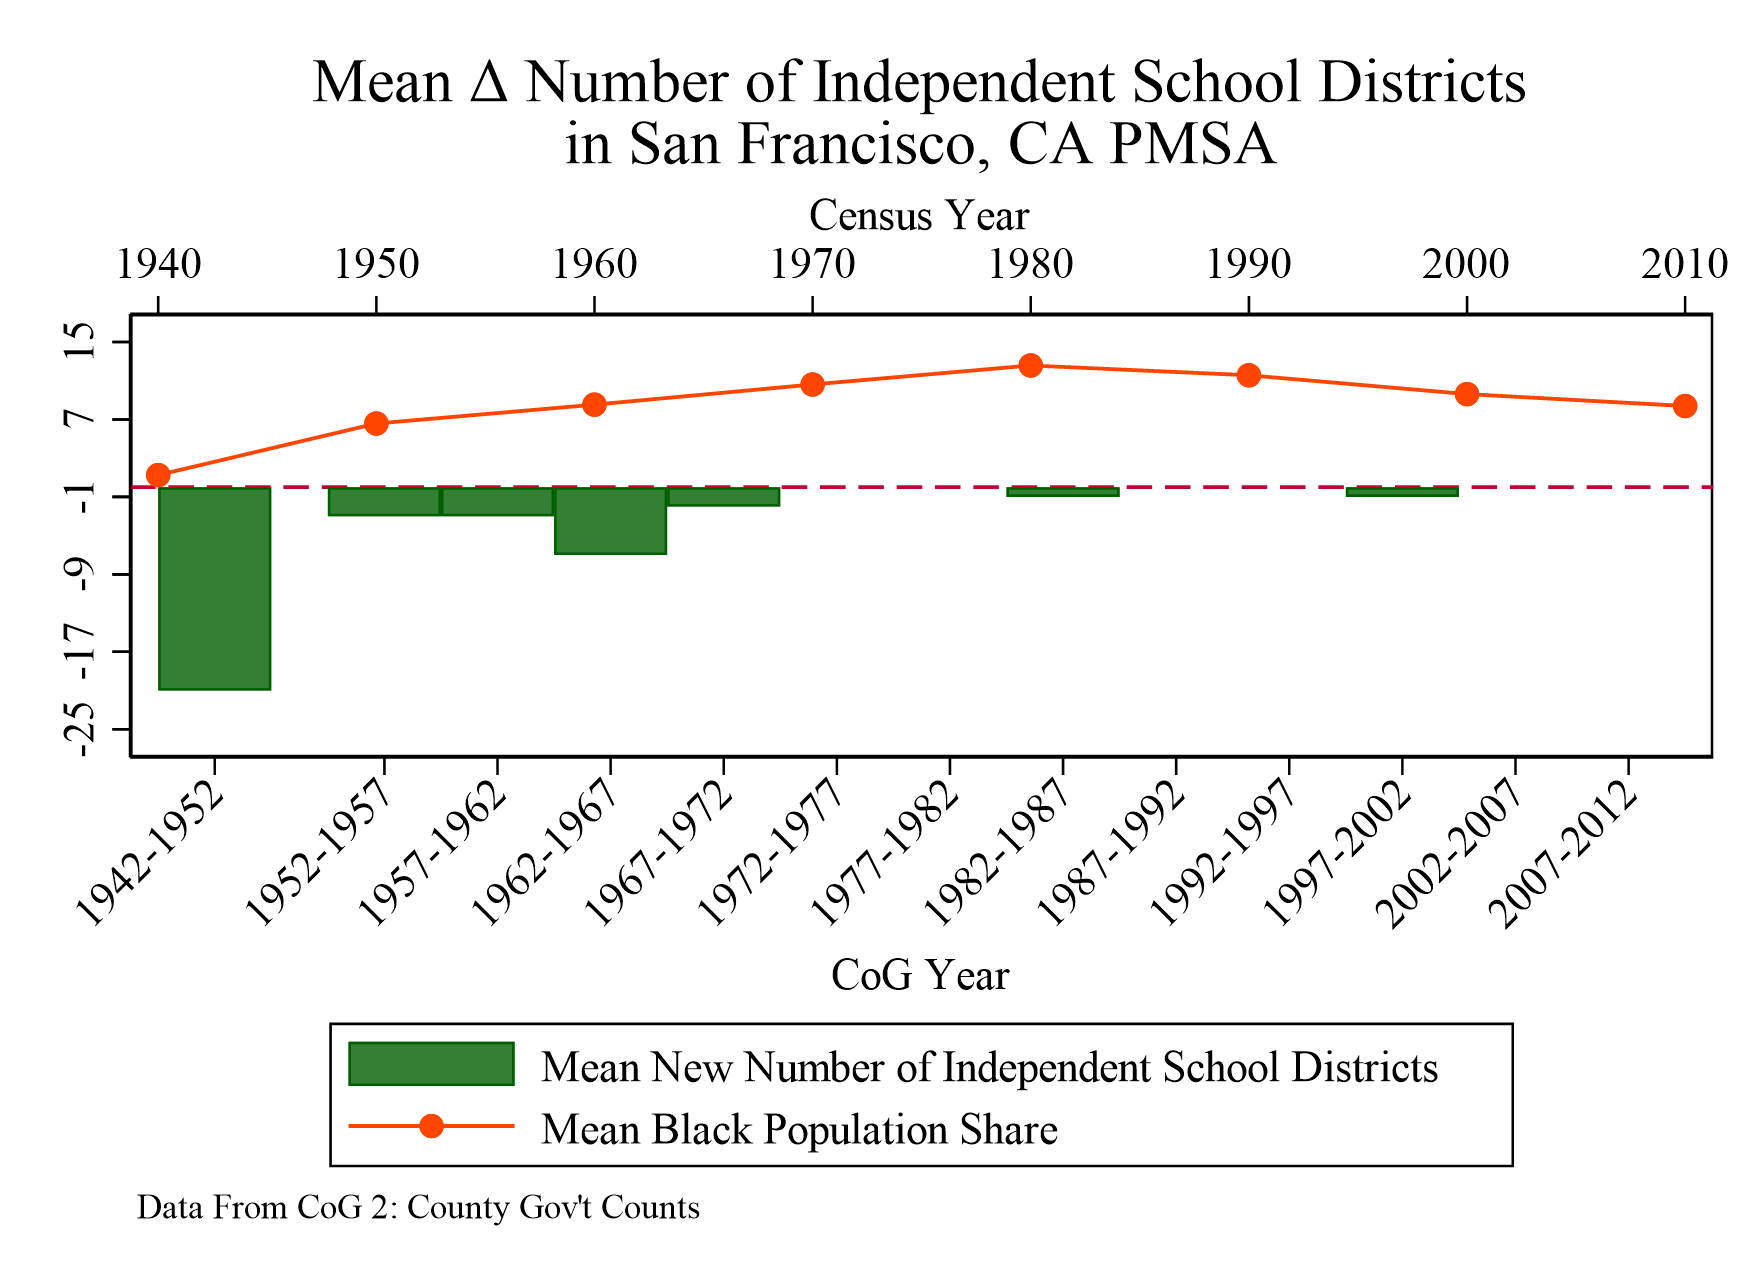 Mean Δ Number of Independent School Districts
in San Francisco, CA PMSA
Census Year
1940 1950 1960 1970 1980 1990 2000 2010
15
7
-1
-9
-17
-25
1942-1952 1952-1957 1957-1962 1962-1967 1967-1972 1972-1977 1977-1982 1982-1987 1987-1992 1992-1997 1997-2002 2002-2007 2007-2012
CoG Year
Mean New Number of Independent School Districts
Mean Black Population Share
Data From CoG 2: County Gov't Counts